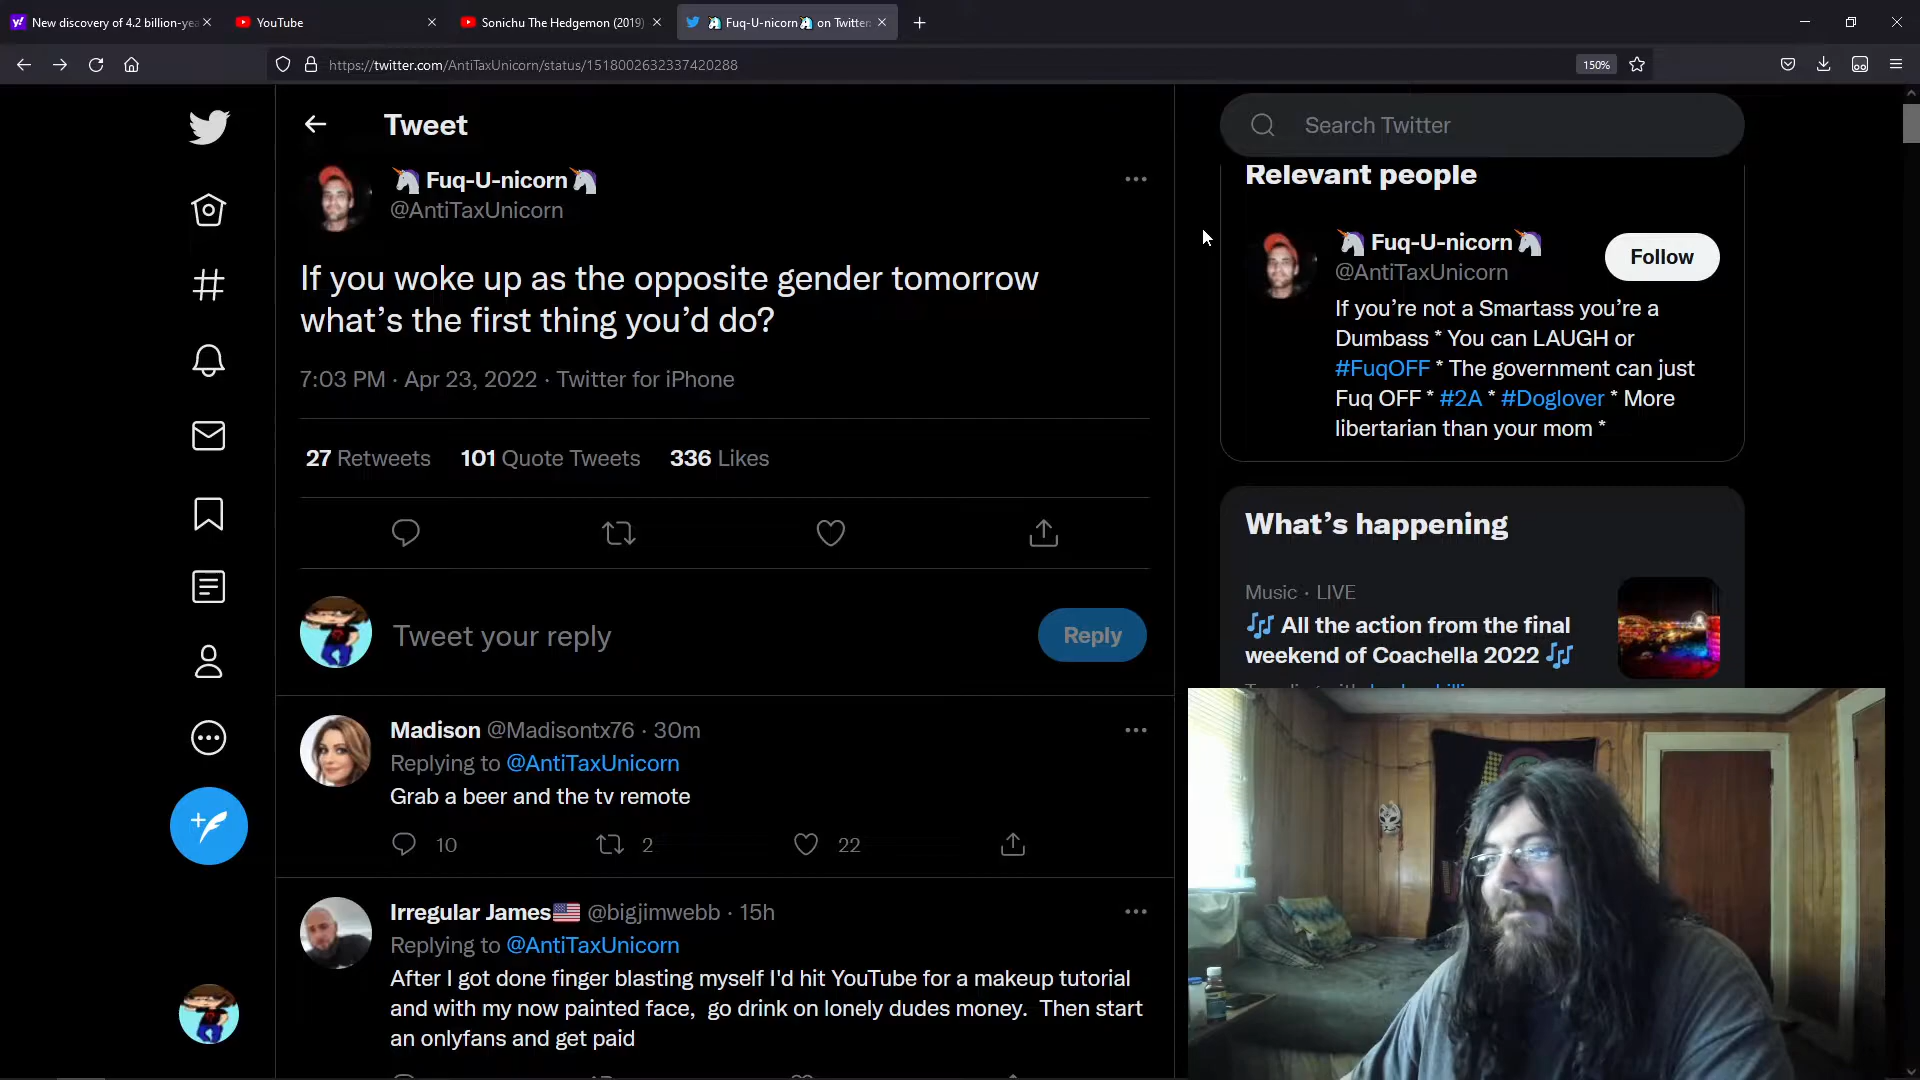 New discovery of 4.2 billion-yea
YouTube
Sonichu The Hedgemon (2019)
🦄 Fuq-U-nicorn🦄 on Twitter
https://twitter.com/AntiTaxUnicorn/status/1518002632337420288
150%
Tweet
Search Twitter
🦄 Fuq-U-nicorn🦄
@AntiTaxUnicorn
If you woke up as the opposite gender tomorrow
what’s the first thing you’d do?
7:03 PM · Apr 23, 2022 · Twitter for iPhone
27 Retweets 101 Quote Tweets 336 Likes
Tweet your reply
Reply
Madison @Madisontx76 · 30m
Replying to @AntiTaxUnicorn
Grab a beer and the tv remote
10 2 22
Irregular James🇺🇸 @bigjimwebb · 15h
Replying to @AntiTaxUnicorn
After I got done finger blasting myself I'd hit YouTube for a makeup tutorial
and with my now painted face, go drink on lonely dudes money. Then start
an onlyfans and get paid
Relevant people
🦄 Fuq-U-nicorn🦄
@AntiTaxUnicorn
Follow
If you’re not a Smartass you’re a
Dumbass * You can LAUGH or
#FuqOFF * The government can just
Fuq OFF * #2A * #Doglover * More
libertarian than your mom *
What’s happening
Music · LIVE
🎶 All the action from the final
weekend of Coachella 2022 🎶